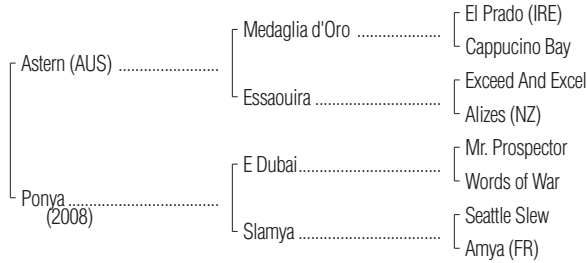 El Prado (IRE)
Medaglia d'Oro ....................
Cappucino Bay
Astern (AUS) ........................
Exceed And Excel
Essaouira ...........................
Alizes (NZ)
Mr. Prospector
E Dubai.................................
Words of War
Ponya ....................................
(2008)
Seattle Slew
Slamya .................................
Amya (FR)